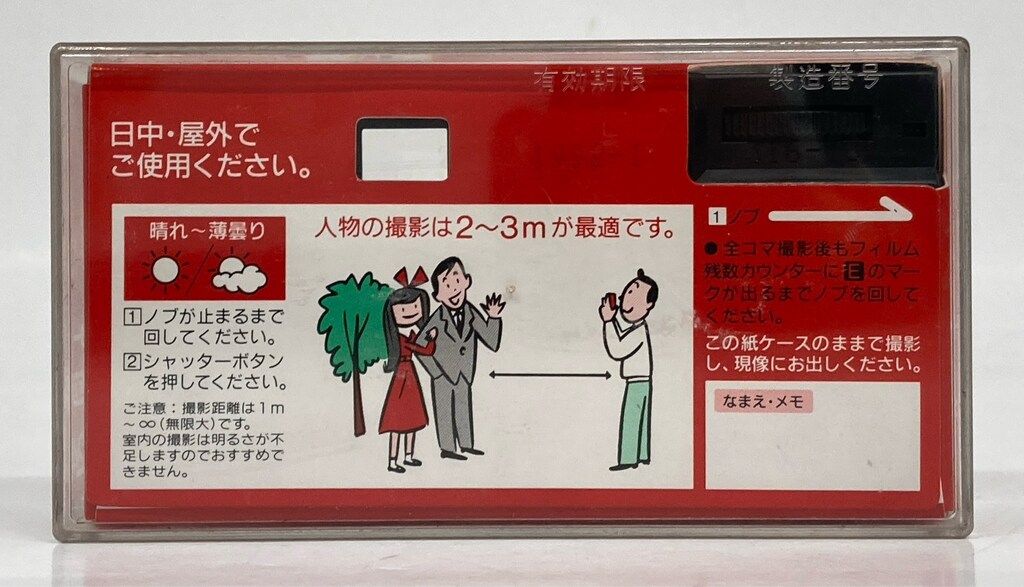 有効期限
製造番号
日中・屋外で
ご使用ください。
晴れ～薄曇り
1 ノブが止まるまで
回してください。
2 シャッターボタン
を押してください。
ご注意：撮影距離は1m
～∞(無限大)です。
室内の撮影は明るさが不
足しますのでおすすめで
きません。
人物の撮影は2～3mが最適です。
1 ノブ
●全コマ撮影後もフィルム
残数カウンターにEのマー
クが出るまでノブを回して
ください。
この紙ケースのままで撮影
し、現像にお出しください。
なまえ・メモ